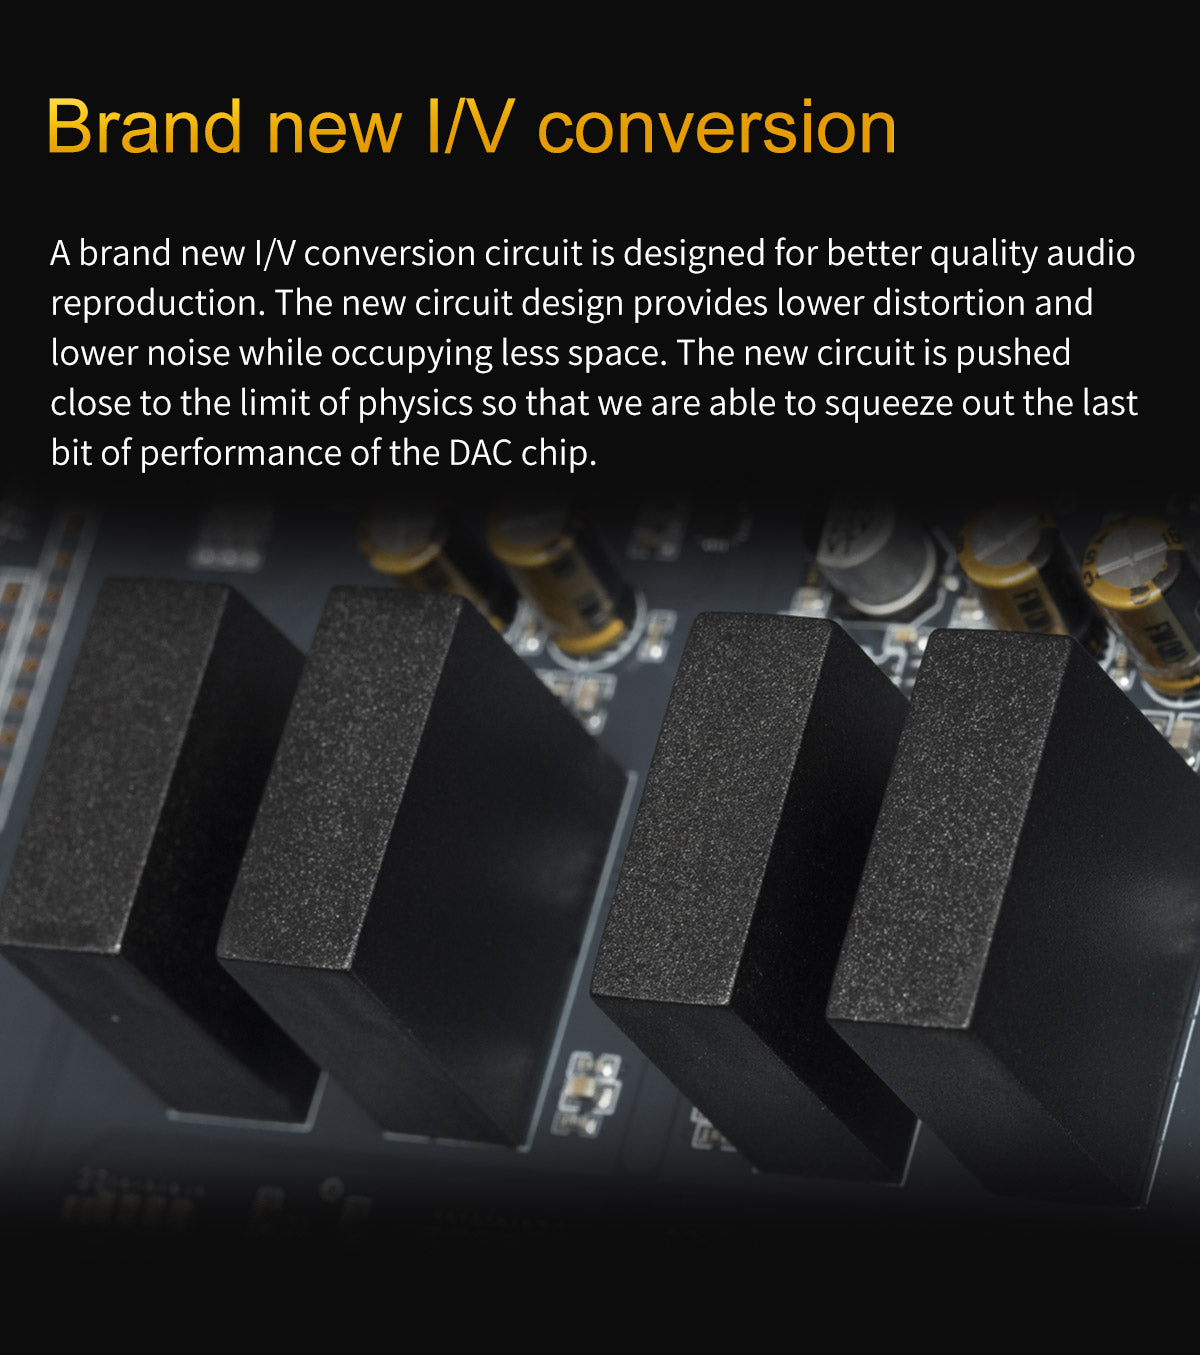 Brand new I/V conversion
A brand new I/V conversion circuit is designed for better quality audio
reproduction. The new circuit design provides lower distortion and
lower noise while occupying less space. The new circuit is pushed
close to the limit of physics so that we are able to squeeze out the last
bit of performance of the DAC chip.